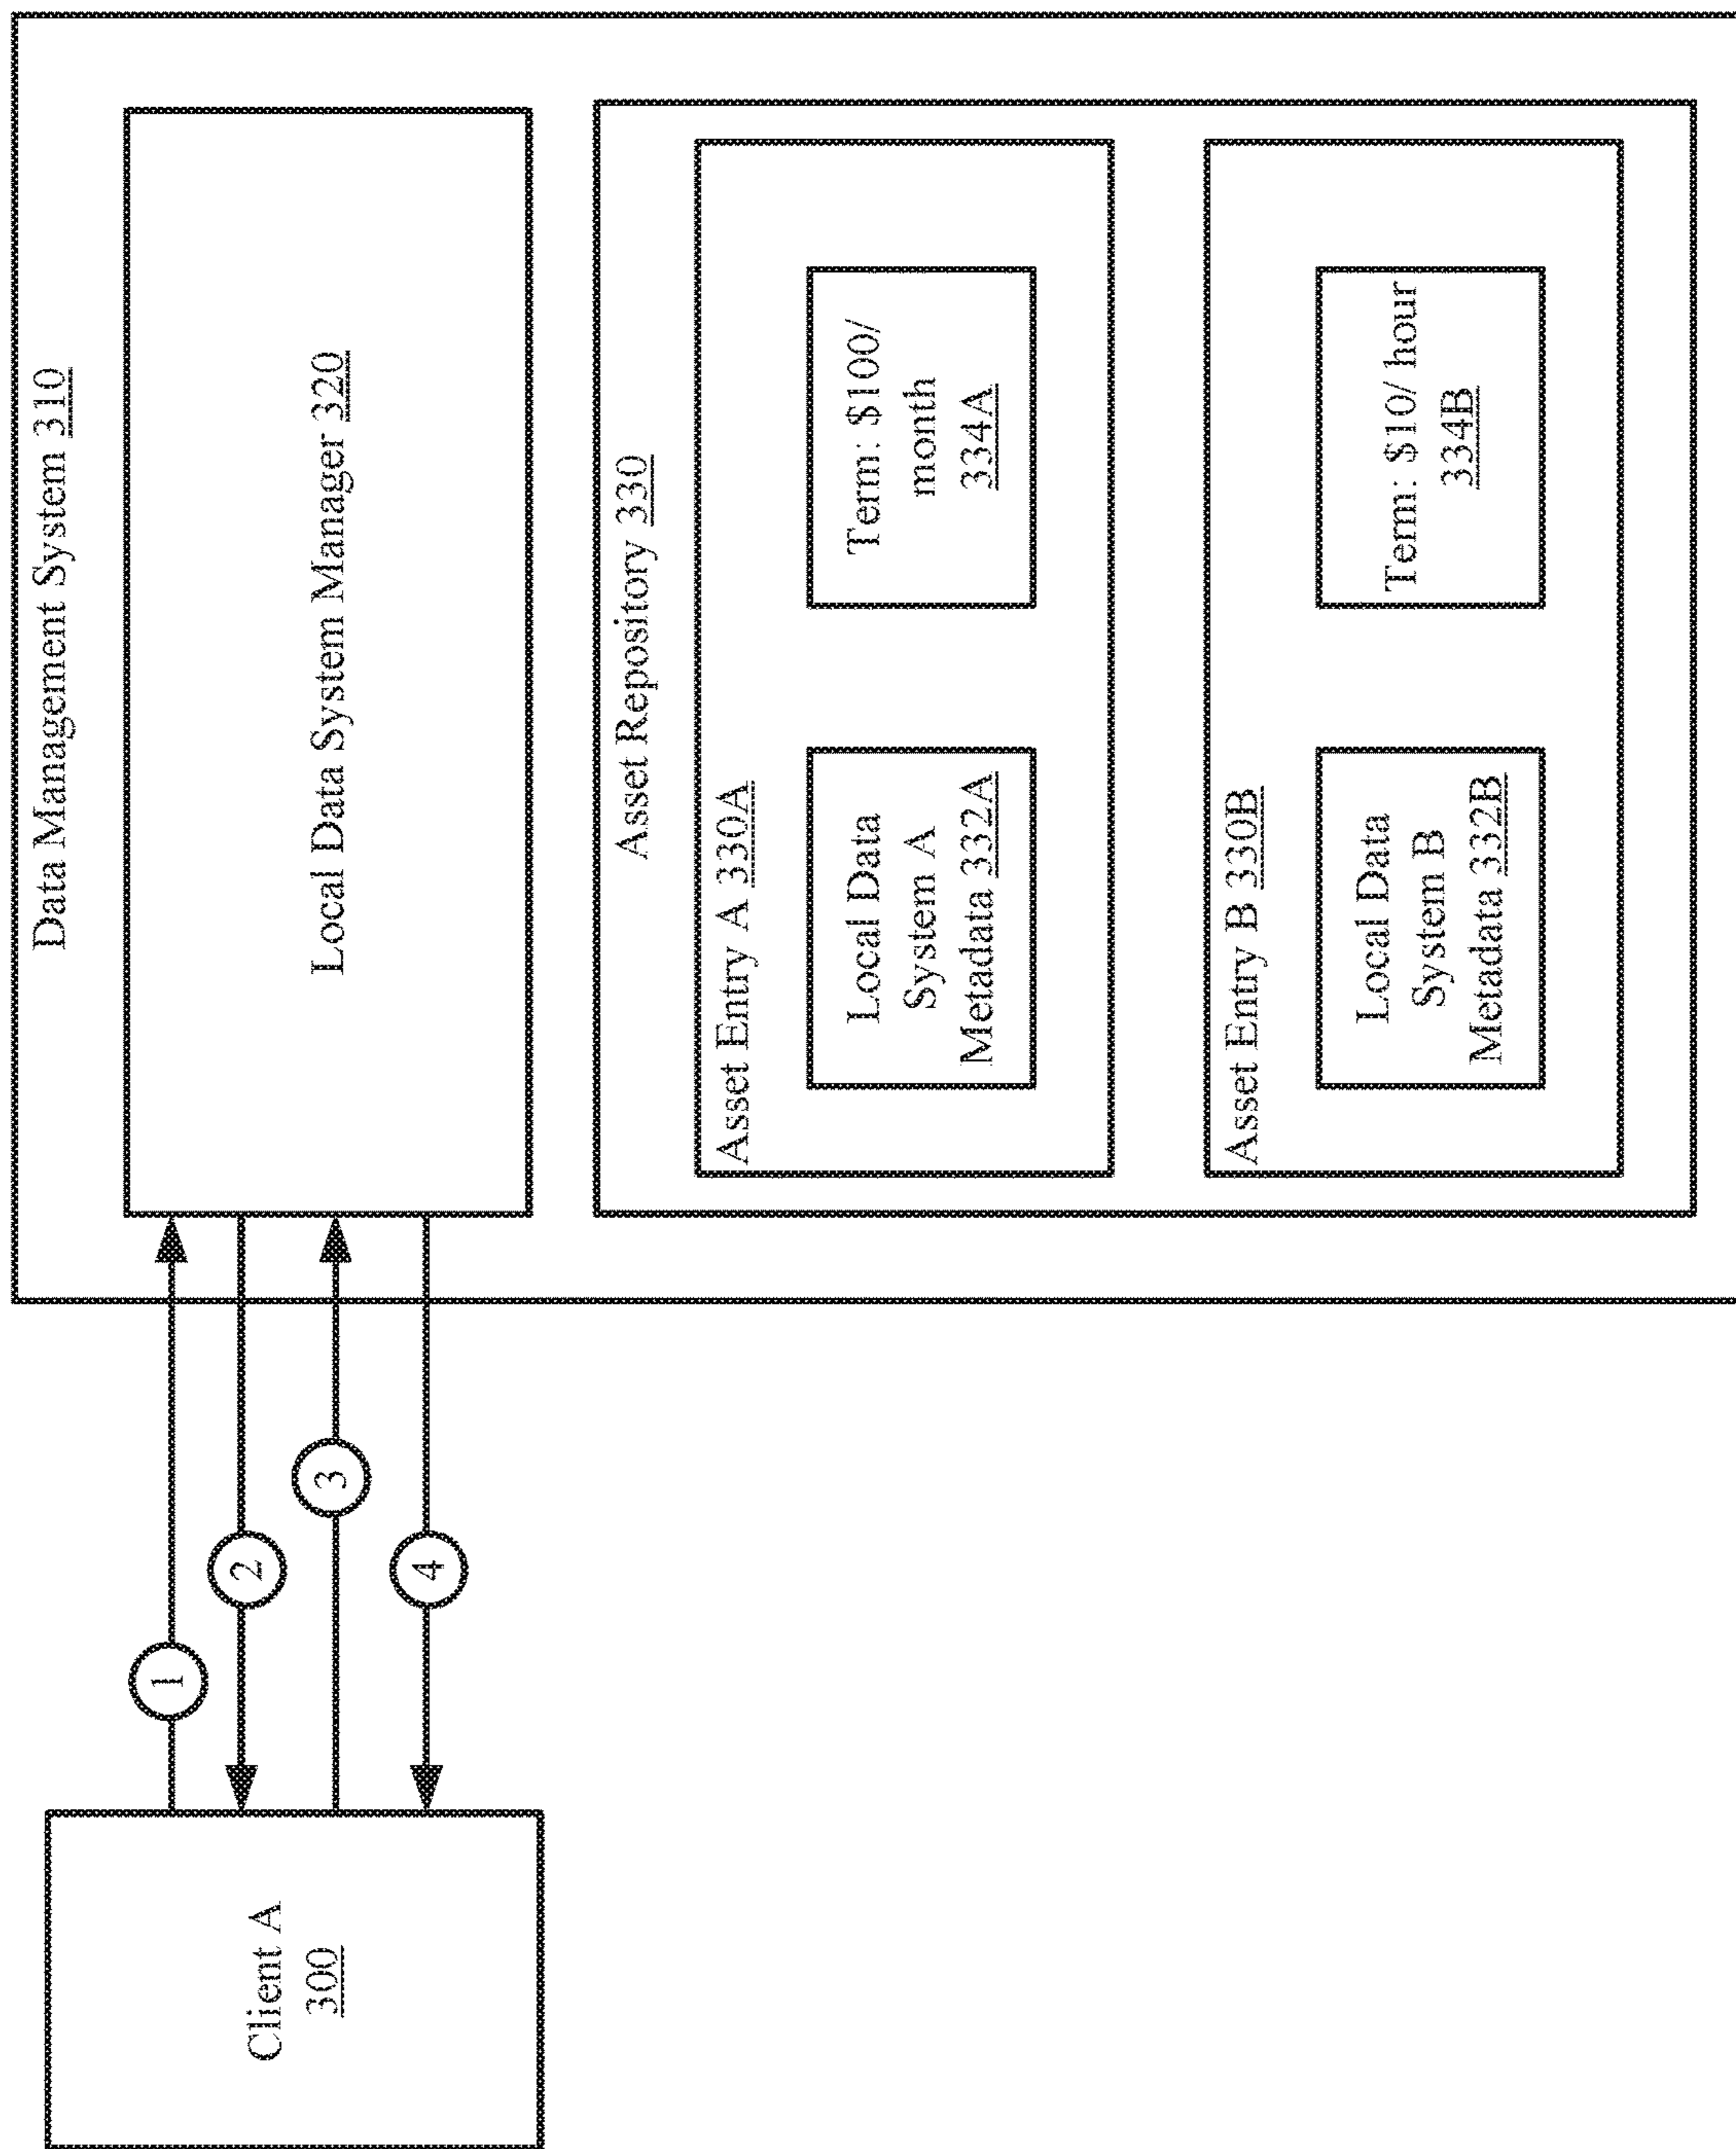 Data Management System 310
Local Data System Manager 320
Client A
300
1
2
3
4
Asset Repository 330
Asset Entry A 330A
Local Data
System A
Metadata 332A
Term: $100/
month
334A
Asset Entry B 330B
Local Data
System B
Metadata 332B
Term: $10/ hour
334B